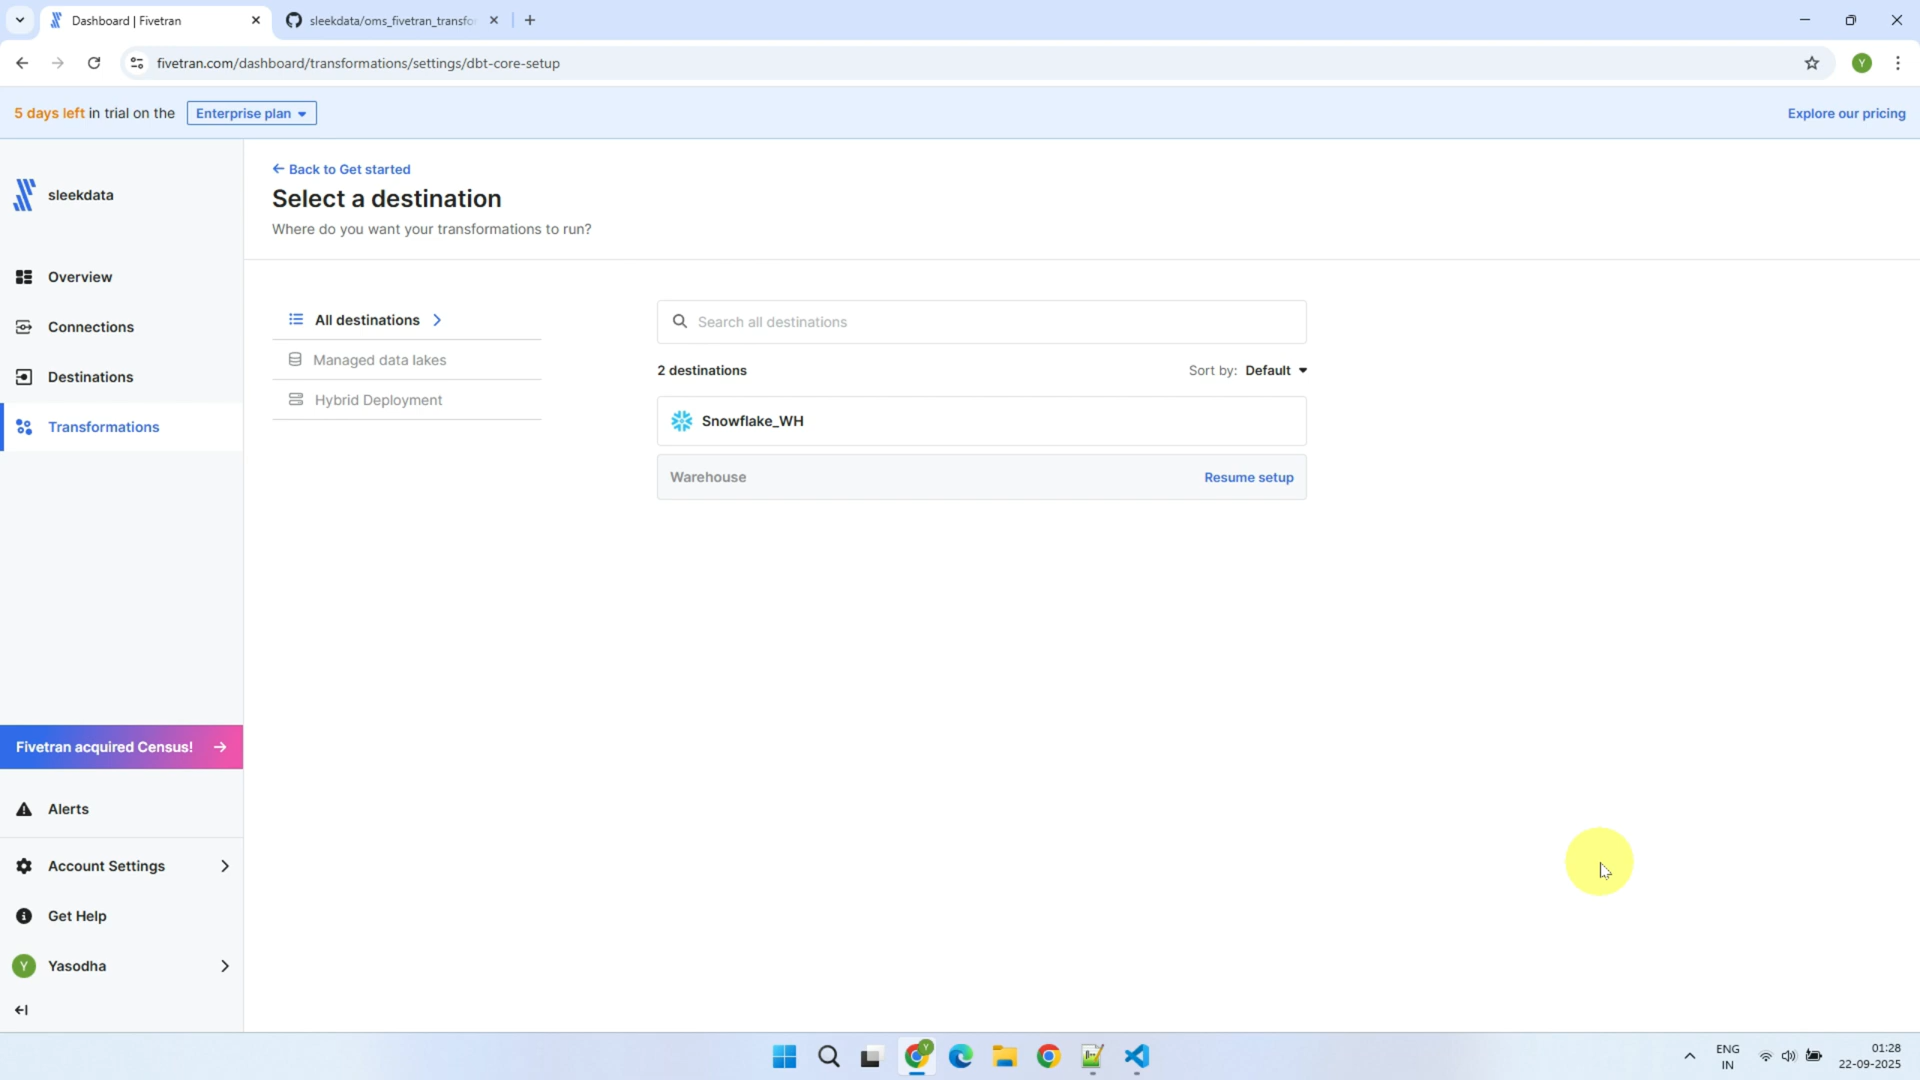 Dashboard | Fivetran
sleekdata/oms_fivetran_transfo
fivetran.com/dashboard/transformations/settings/dbt-core-setup
Y
5 days left in trial on the
Enterprise plan
Explore our pricing
sleekdata
Overview
Connections
Destinations
Transformations
Fivetran acquired Census!
Alerts
Account Settings
Get Help
Y
Yasodha
Back to Get started
Select a destination
Where do you want your transformations to run?
All destinations
Managed data lakes
Hybrid Deployment
Search all destinations
2 destinations
Sort by: Default
Snowflake_WH
Warehouse
Resume setup
Y
ENG
IN
01:28
22-09-2025